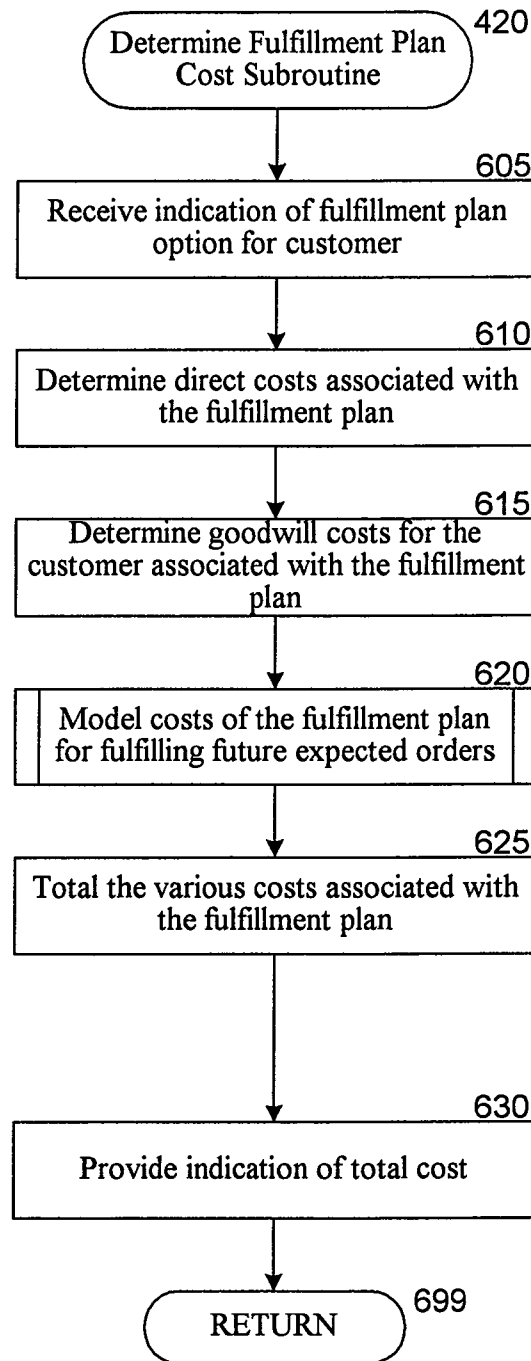 420
Determine Fulfillment Plan
Cost Subroutine
605
Receive indication of fulfillment plan
option for customer
610
Determine direct costs associated with
the fulfillment plan
615
Determine goodwill costs for the
customer associated with the fulfillment
plan
620
Model costs of the fulfillment plan
for fulfilling future expected orders
625
Total the various costs associated with
the fulfillment plan
630
Provide indication of total cost
699
RETURN